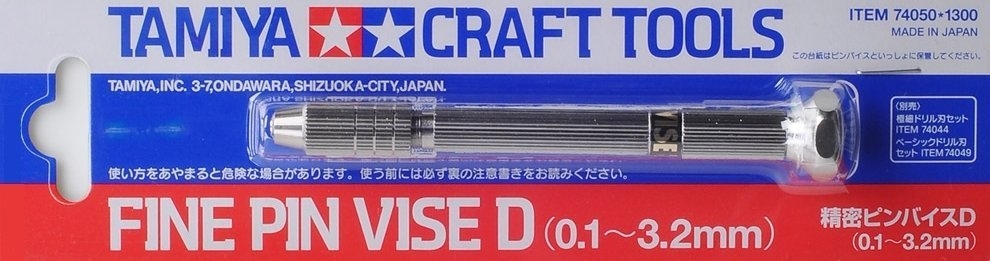 TAMIYA CRAFT TOOLS
ITEM 74050*1300
MADE IN JAPAN
この台紙はピンバイスといっしょに保管してください。
TAMIYA,INC. 3-7,ONDAWARA,SHIZUOKA-CITY,JAPAN.
VISE
〈別売〉
極細ドリル刃セット
ITEM 74044
ベーシックドリル刃
セット ITEM 74049
使い方をあやまると危険な場合があります。使う前には必ず裏の注意書きをお読みください。
FINE PIN VISE D (0.1〜3.2mm)
精密ピンバイスD
(0.1〜3.2mm)